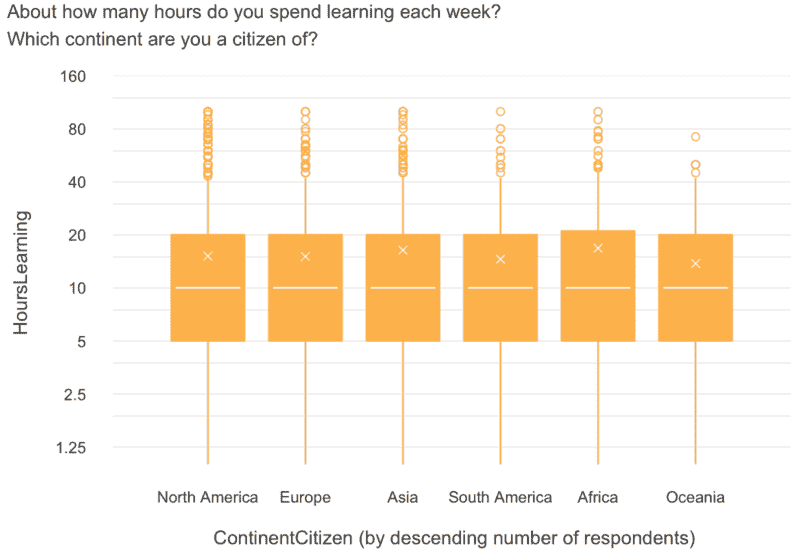 About how many hours do you spend learning each week?
Which continent are you a citizen of?
160
80
40
20
10
5
2.5
1.25
HoursLearning
North America Europe Asia South America Africa Oceania
ContinentCitizen (by descending number of respondents)